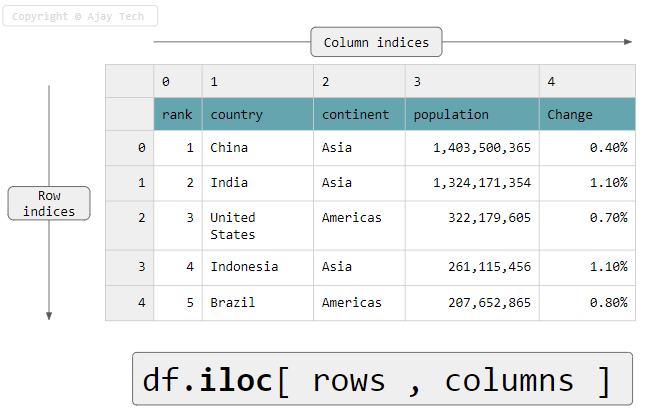 Copyright © Ajay Tech
Column indices
0 1 2 3 4
rank country continent population Change
0 1 China Asia 1,403,500,365 0.40%
1 2 India Asia 1,324,171,354 1.10%
Row
indices
2 3 United Americas 322,179,605 0.70%
States
3 4 Indonesia Asia 261,115,456 1.10%
4 5 Brazil Americas 207,652,865 0.80%
df.iloc[ rows , columns ]